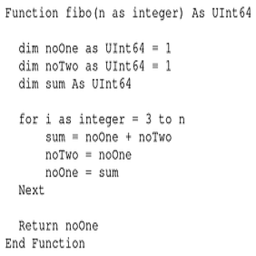 Function fibo(n as integer) As UInt64
dim noOne as UInt64 = 1
dim noTwo as UInt64 = 1
dim sum As UInt64
for i as integer = 3 to n
sum = noOne + noTwo
noTwo = noOne
noOne = sum
Next
Return noOne
End Function